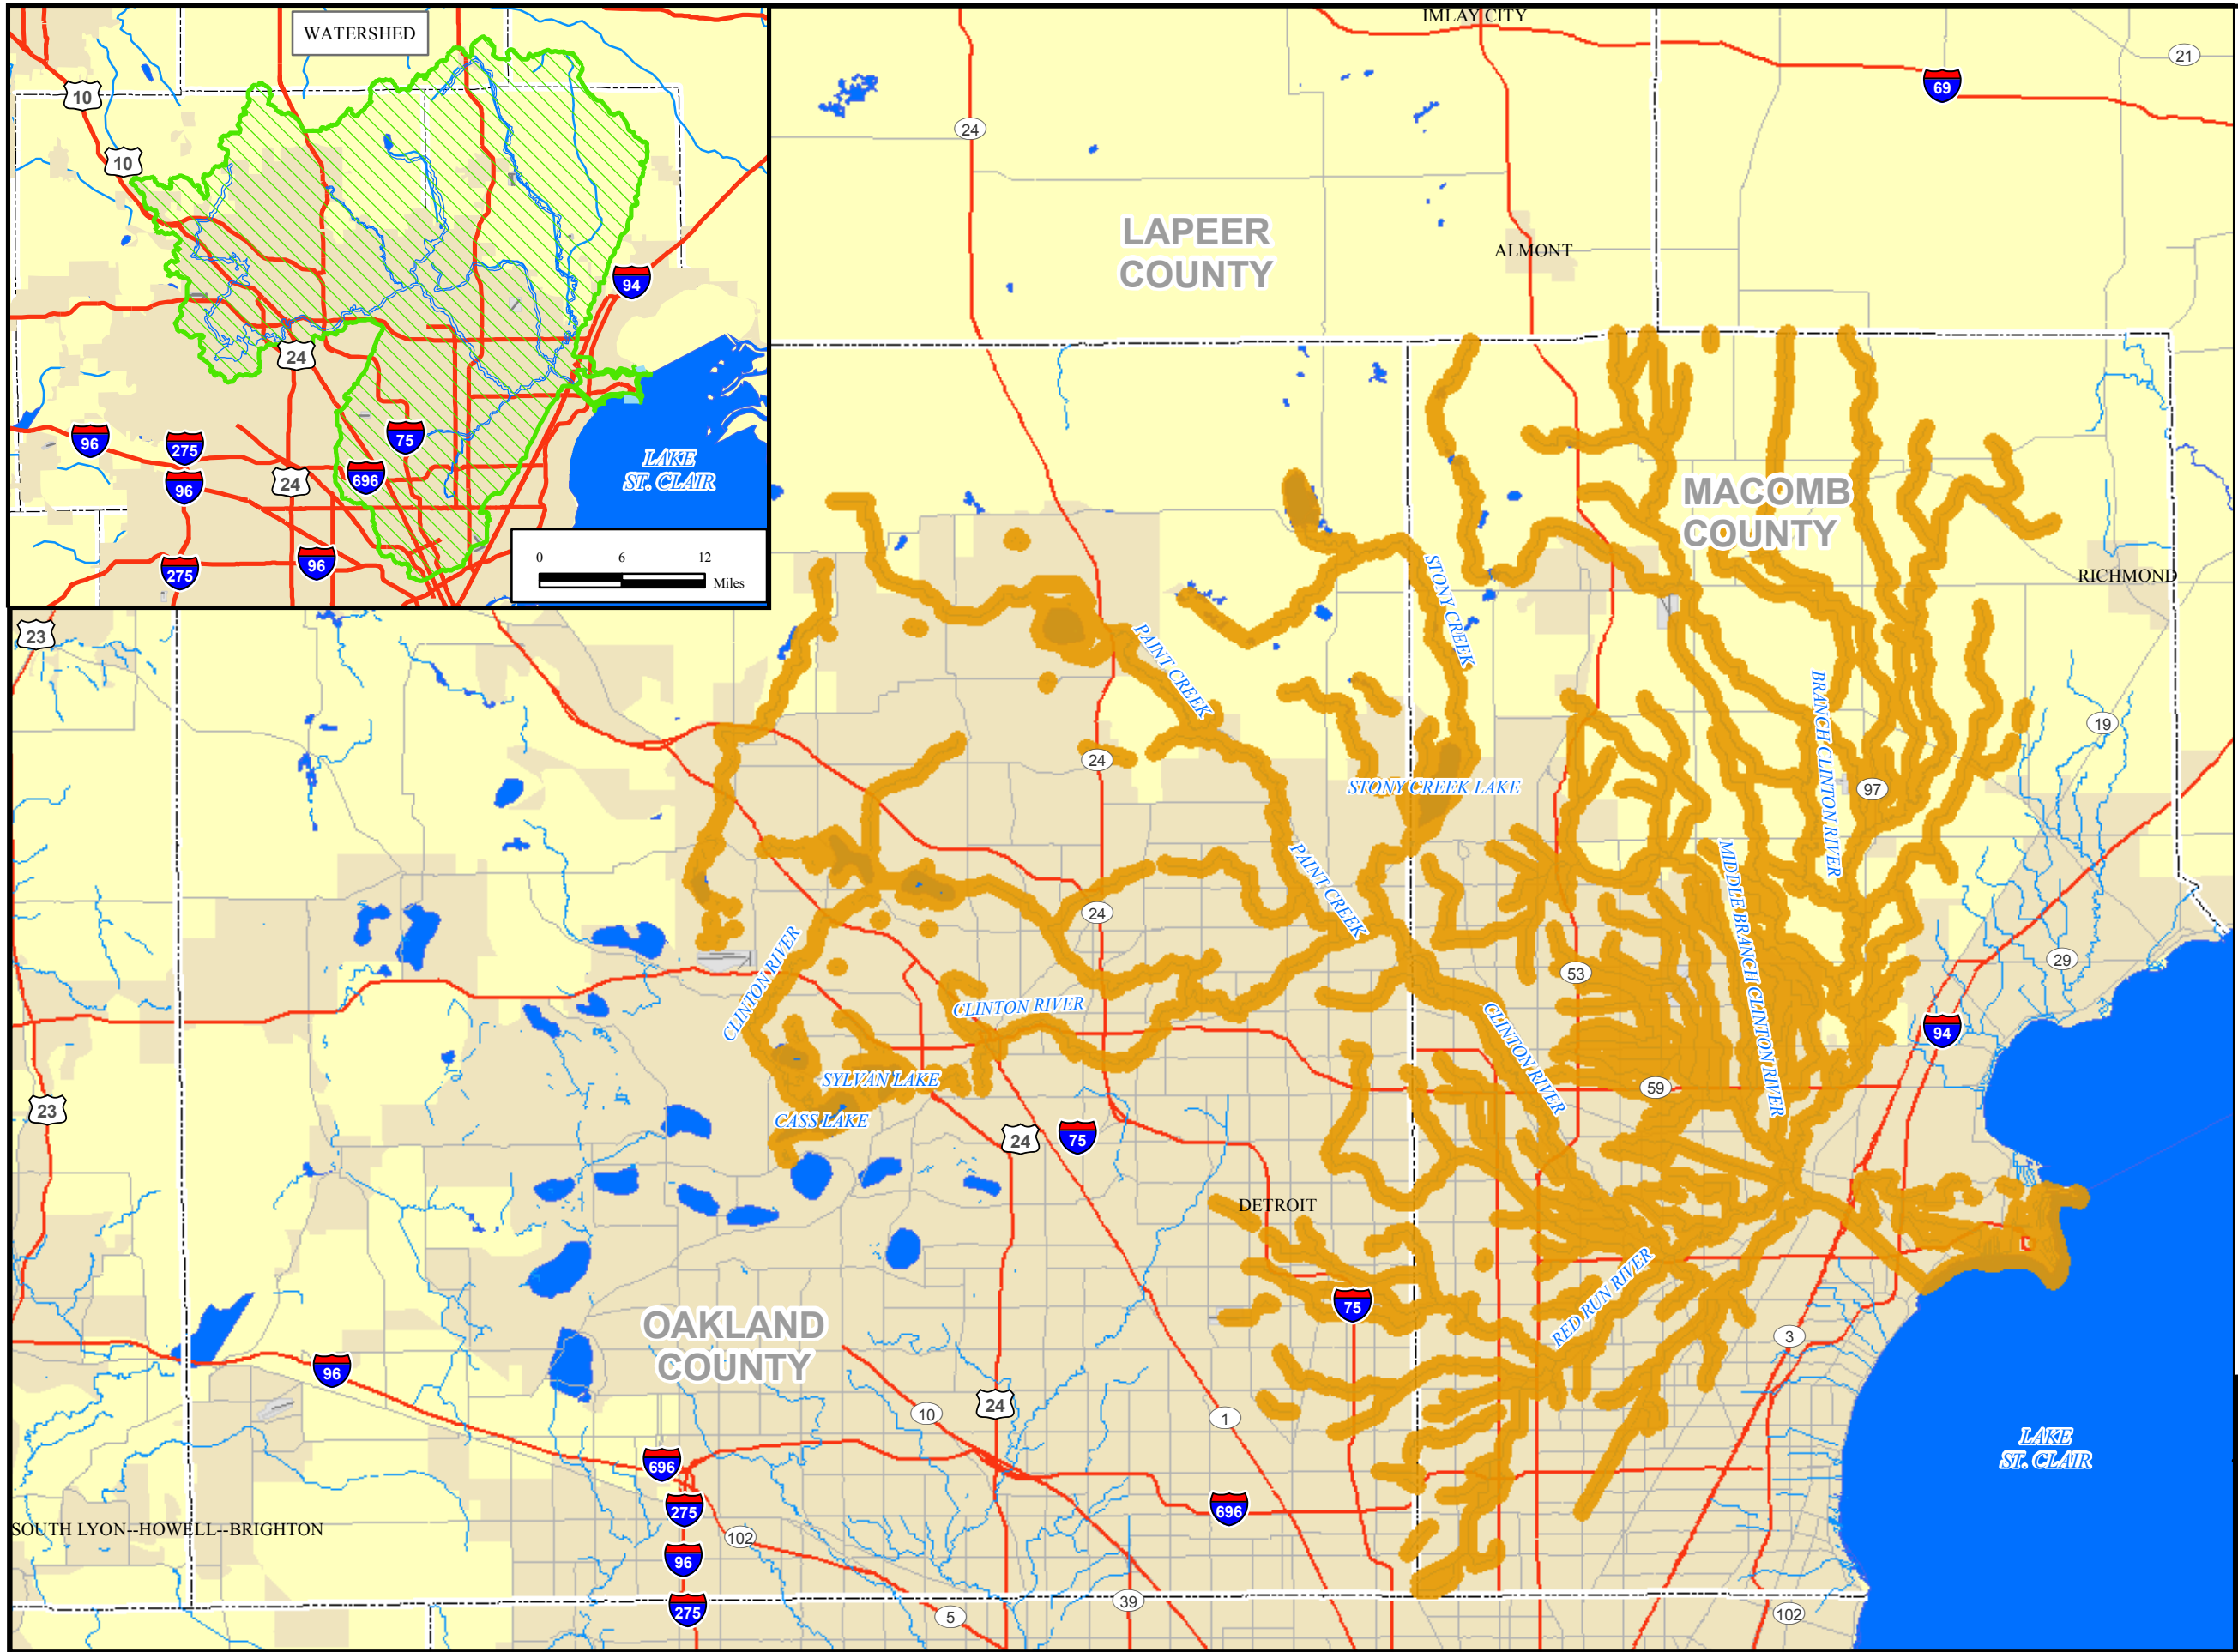 WATERSHED
10
10
94
24
96
275
75
96
24
696
275
96
LAKE
ST. CLAIR
0 6 12
Miles
IMLAY CITY
21
69
24
LAPEER
COUNTY
ALMONT
MACOMB
COUNTY
RICHMOND
STONY CREEK
23
PAINT CREEK
BRANCH CLINTON RIVER
19
24
STONY CREEK LAKE
97
PAINT CREEK
MIDDLE BRANCH CLINTON RIVER
24
CLINTON RIVER
53
29
CLINTON RIVER
CLINTON RIVER
94
SYLVAN LAKE
59
CASS LAKE
23
24
75
DETROIT
RED RUN RIVER
75
OAKLAND
COUNTY
3
96
10
24
1
LAKE
ST. CLAIR
696
275
696
SOUTH LYON--HOWELL--BRIGHTON
102
96
275
39
5
102